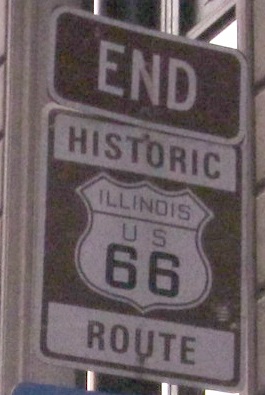 END
HISTORIC
ILLINOIS
U S
66
ROUTE